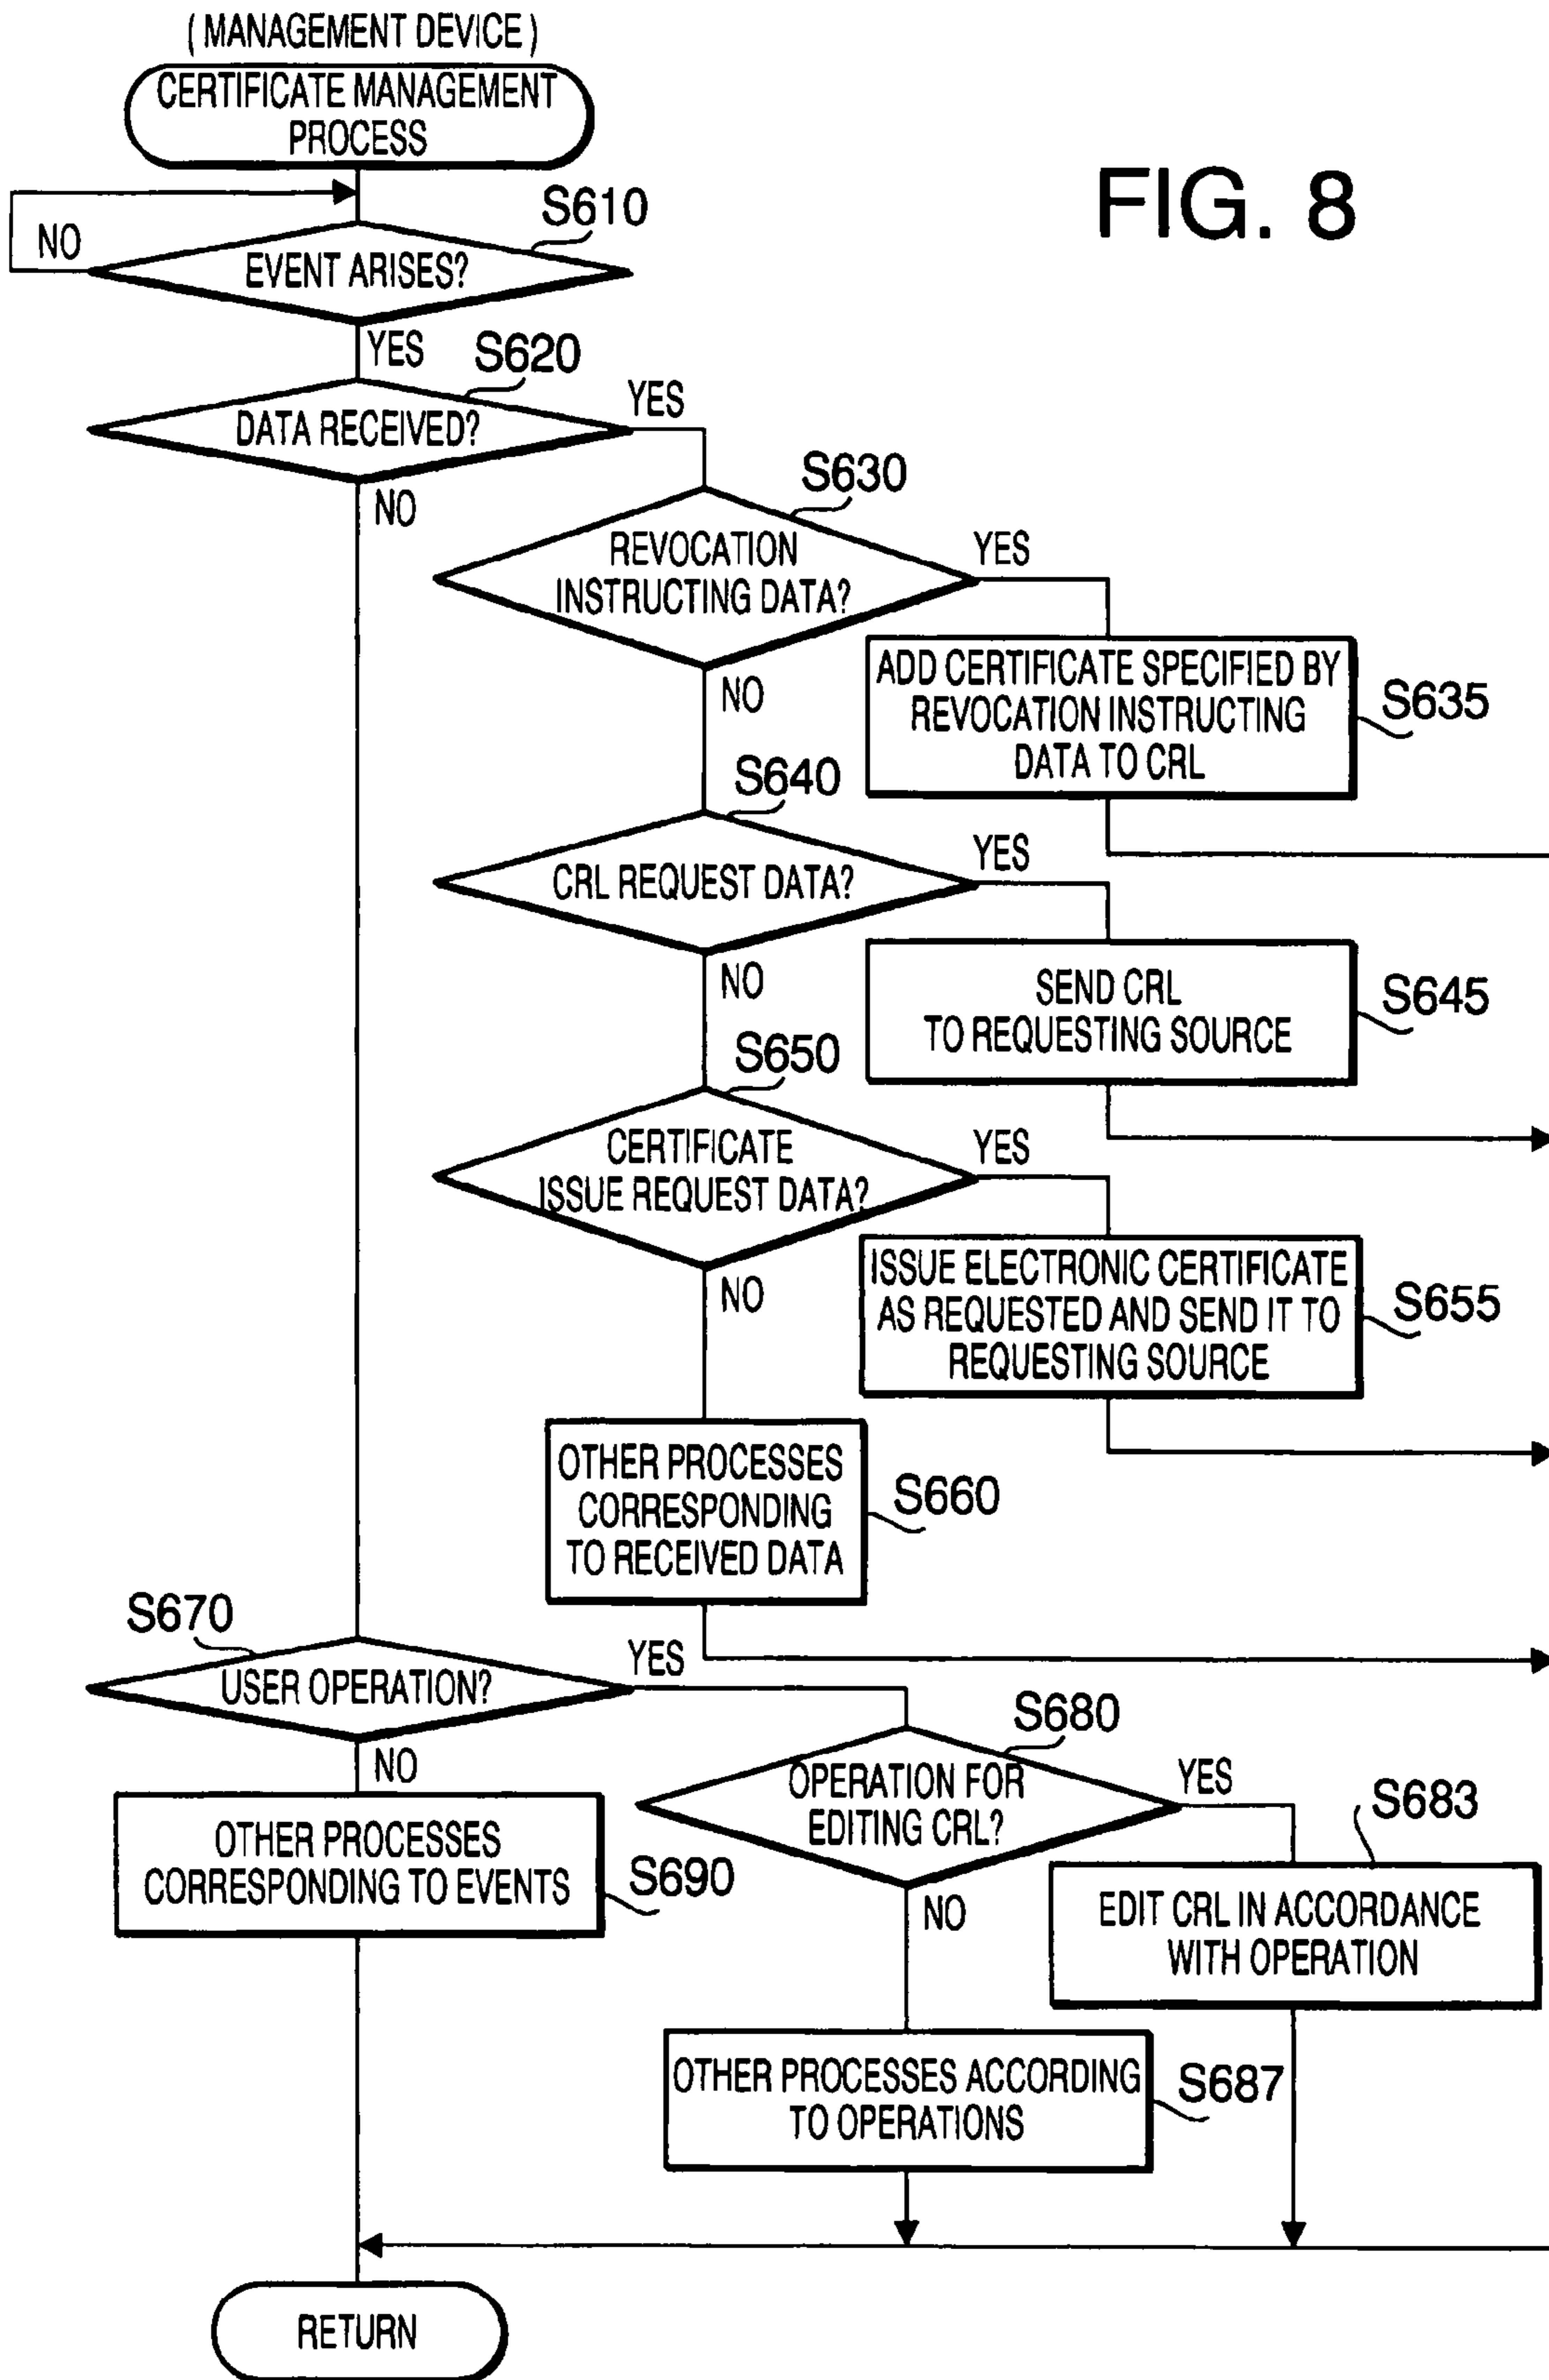 ( MANAGEMENT DEVICE )
CERTIFICATE MANAGEMENT
PROCESS
FIG. 8
S610
NO
EVENT ARISES?
YES
S620
YES
DATA RECEIVED?
NO
S630
REVOCATION
INSTRUCTING DATA?
YES
NO
ADD CERTIFICATE SPECIFIED BY
REVOCATION INSTRUCTING
DATA TO CRL
S635
S640
YES
CRL REQUEST DATA?
NO
SEND CRL
TO REQUESTING SOURCE
S645
S650
CERTIFICATE
ISSUE REQUEST DATA?
YES
NO
ISSUE ELECTRONIC CERTIFICATE
AS REQUESTED AND SEND IT TO
REQUESTING SOURCE
S655
OTHER PROCESSES
CORRESPONDING
TO RECEIVED DATA
S660
S670
YES
USER OPERATION?
NO
S680
OPERATION FOR
EDITING CRL?
YES
NO
S683
OTHER PROCESSES
CORRESPONDING TO EVENTS
S690
EDIT CRL IN ACCORDANCE
WITH OPERATION
OTHER PROCESSES ACCORDING
TO OPERATIONS
S687
RETURN